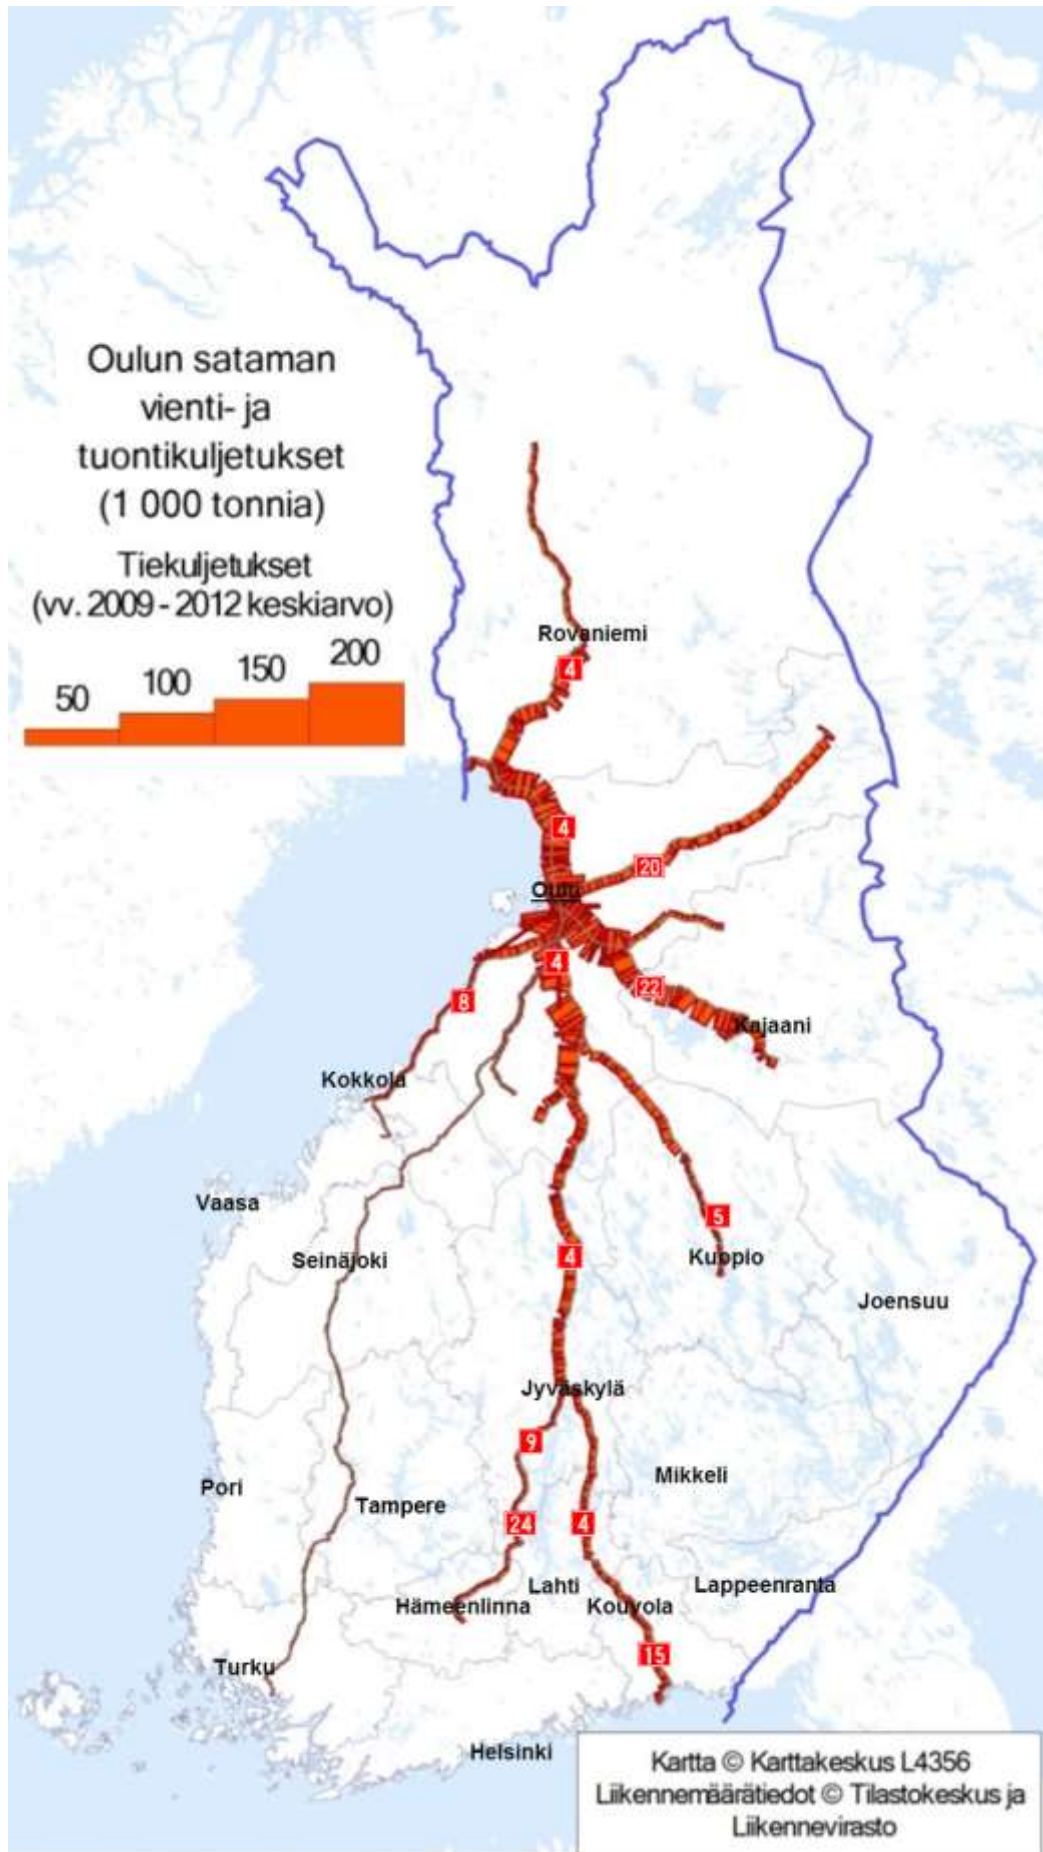 Oulun sataman
vienti- ja
tuontikuljetukset
(1 000 tonnia)
Tiekuljetukset
(vv. 2009 - 2012 keskiarvo)
50
100
150
200
Rovaniemi
4
4
20
Oulu
4
22
8
Kajaani
Kokkola
Vaasa
5
Seinäjoki
4
Kuopio
Joensuu
Jyväskylä
9
Mikkeli
Pori
Tampere
24
4
Lahti
Lappeenranta
Hämeenlinna
Kouvola
15
Turku
Helsinki
Kartta © Karttakeskus L4356
Liikennemäärätiedot © Tilastokeskus ja
Liikennevirasto